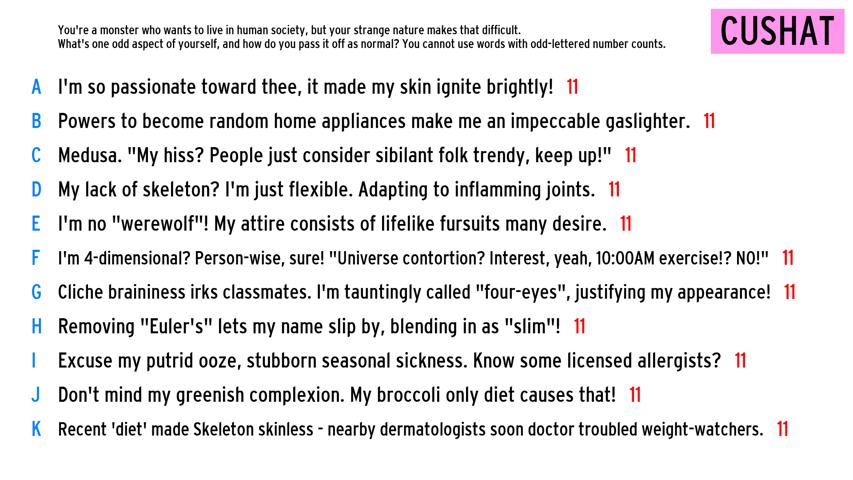 You're a monster who wants to live in human society, but your strange nature makes that difficult.
What's one odd aspect of yourself, and how do you pass it off as normal? You cannot use words with odd-lettered number counts.
CUSHAT
A I'm so passionate toward thee, it made my skin ignite brightly! 11
B Powers to become random home appliances make me an impeccable gaslighter. 11
C Medusa. "My hiss? People just consider sibilant folk trendy, keep up!" 11
D My lack of skeleton? I'm just flexible. Adapting to inflamming joints. 11
E I'm no "werewolf"! My attire consists of lifelike fursuits many desire. 11
F I'm 4-dimensional? Person-wise, sure! "Universe contortion? Interest, yeah, 10:00AM exercise!? NO!" 11
G Cliche braininess irks classmates. I'm tauntingly called "four-eyes", justifying my appearance! 11
H Removing "Euler's" lets my name slip by, blending in as "slim"! 11
I Excuse my putrid ooze, stubborn seasonal sickness. Know some licensed allergists? 11
J Don't mind my greenish complexion. My broccoli only diet causes that! 11
K Recent 'diet' made Skeleton skinless - nearby dermatologists soon doctor troubled weight-watchers. 11